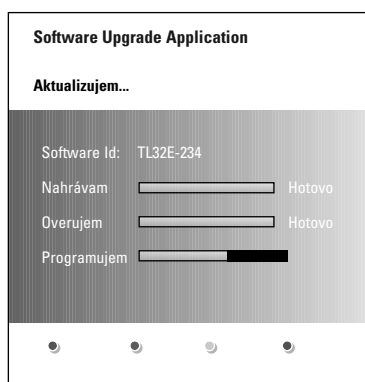 Software Upgrade Application
Aktualizujem...
Software Id: TL32E-234
Nahrávam Hotovo
Overujem Hotovo
Programujem